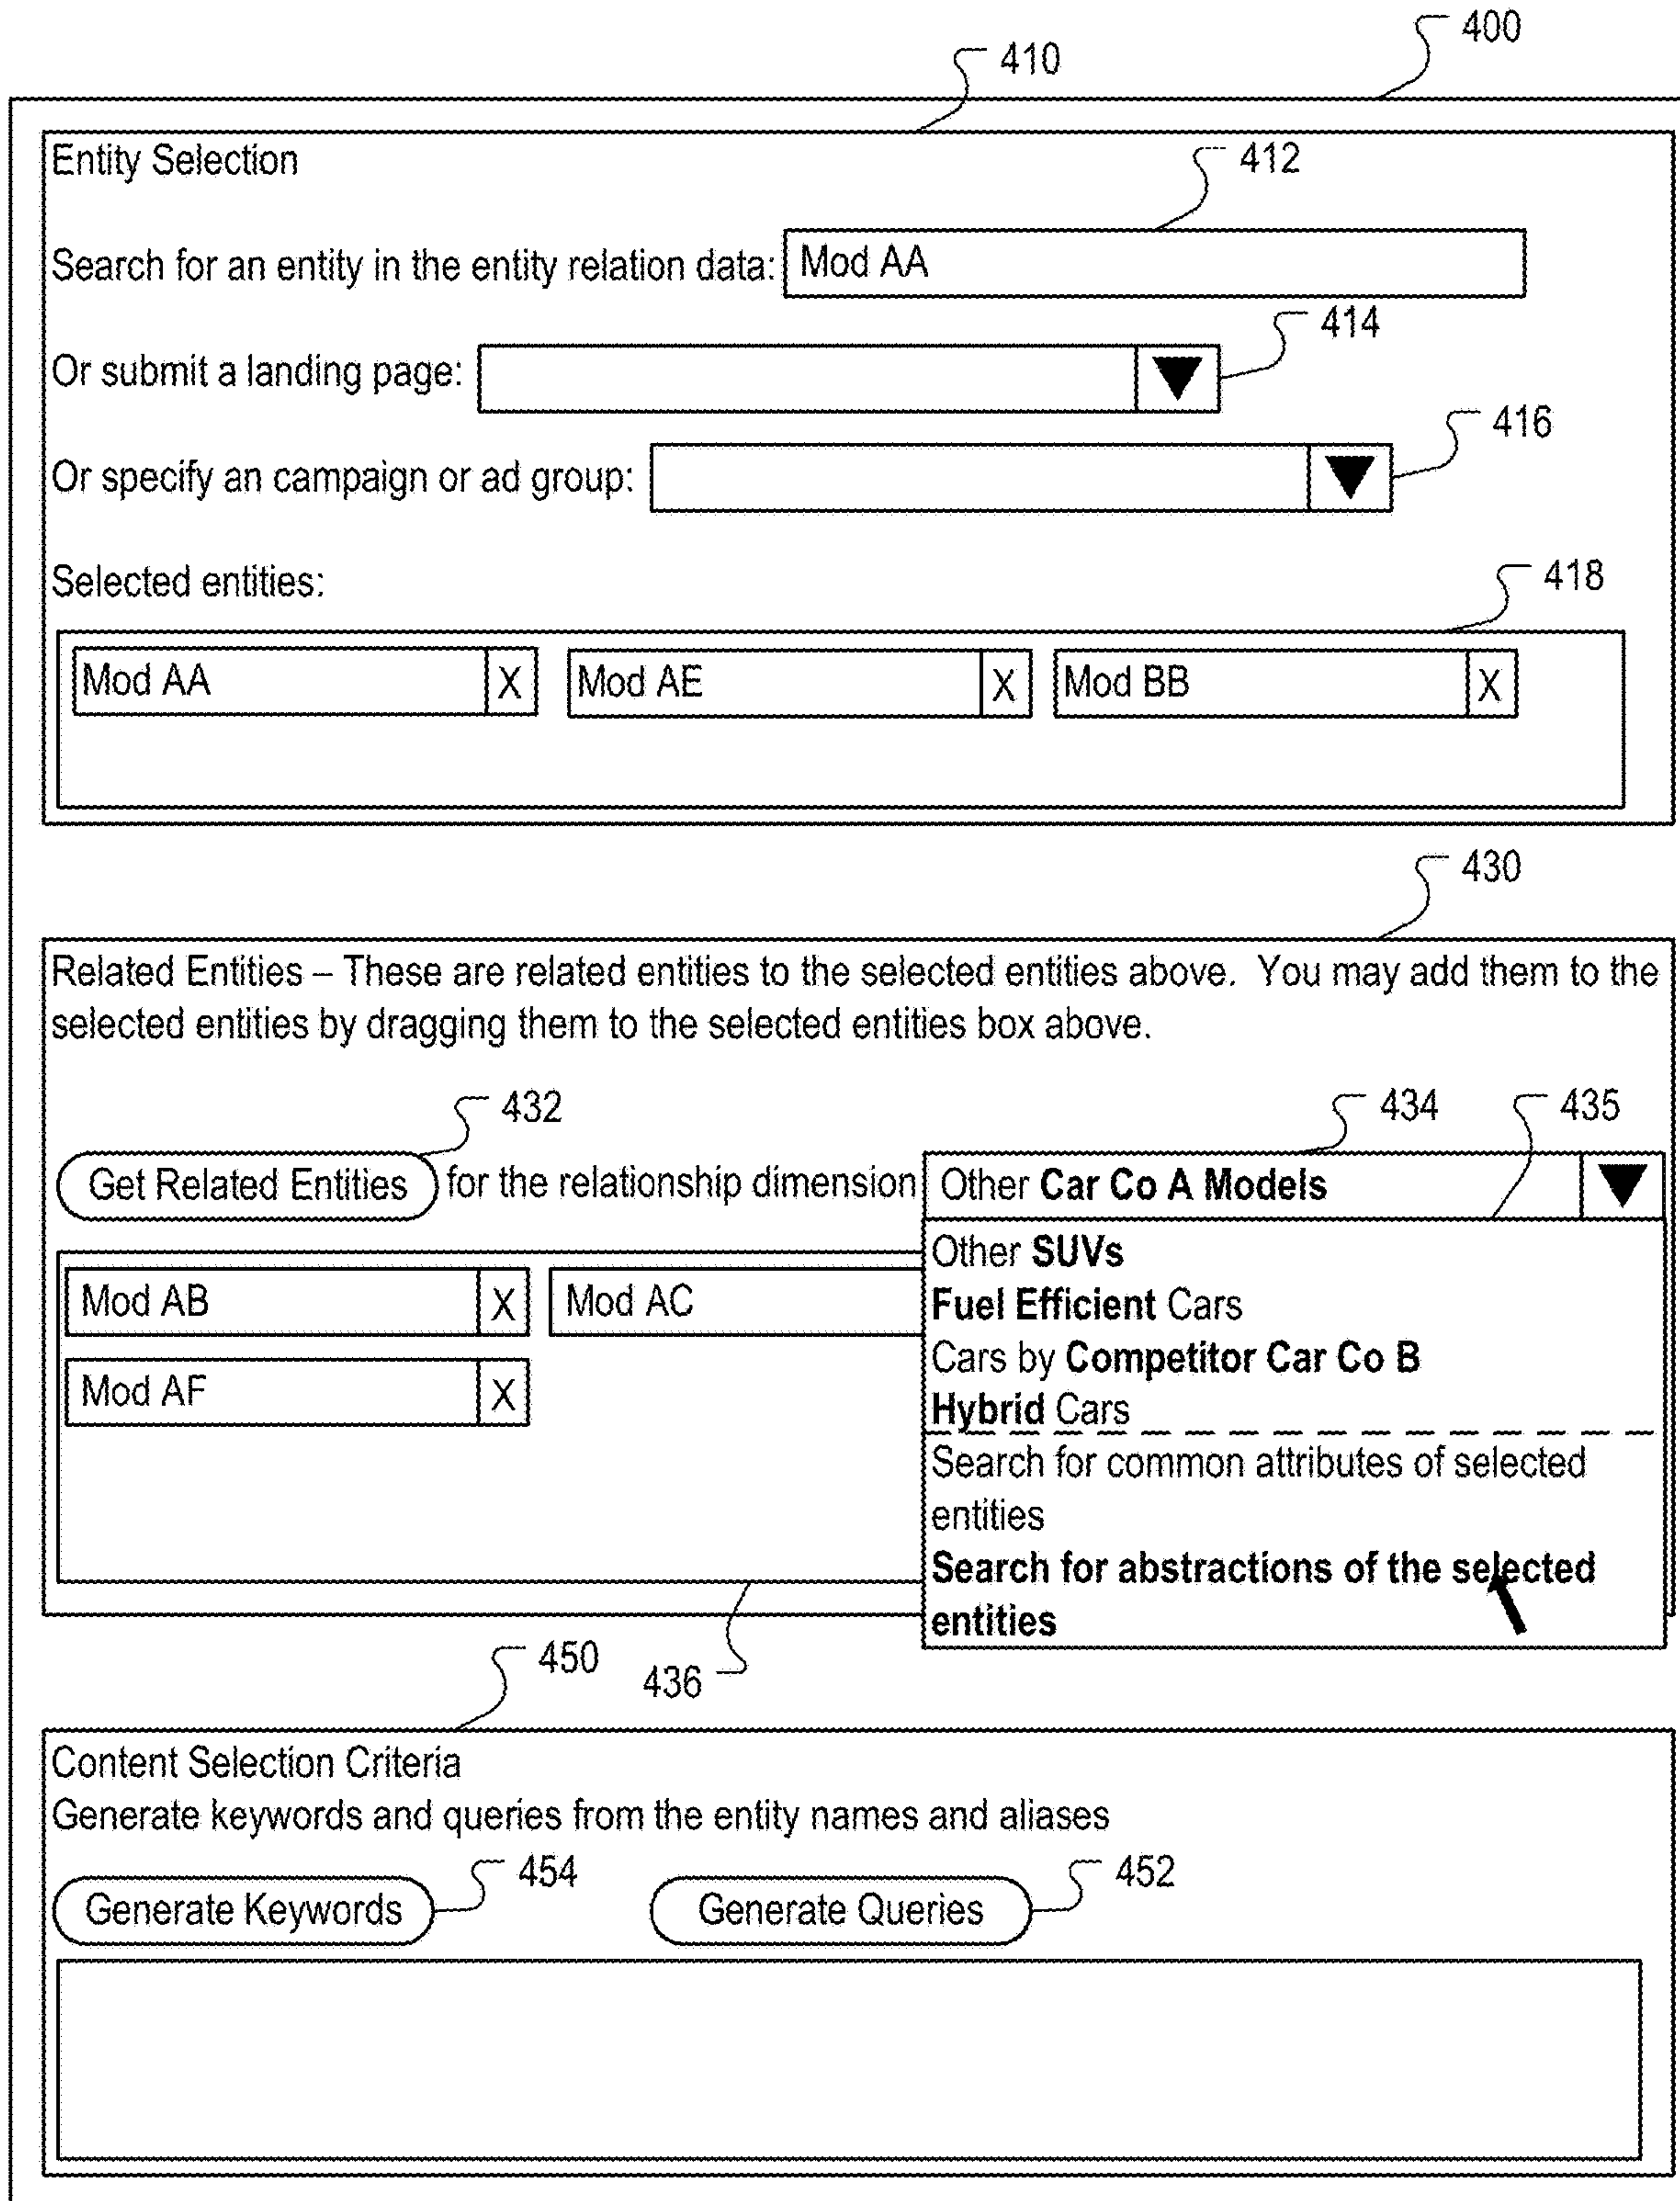 400
410
Entity Selection
412
Search for an entity in the entity relation data: Mod AA
414
Or submit a landing page:
416
Or specify an campaign or ad group:
Selected entities:
418
Mod AA X Mod AE X Mod BB X
430
Related Entities – These are related entities to the selected entities above. You may add them to the
selected entities by dragging them to the selected entities box above.
432 434 435
Get Related Entities for the relationship dimension Other Car Co A Models
Other SUVs
Mod AB X Mod AC Fuel Efficient Cars
Cars by Competitor Car Co B
Mod AF X Hybrid Cars
Search for common attributes of selected
entities
Search for abstractions of the selected
entities
450
436
Content Selection Criteria
Generate keywords and queries from the entity names and aliases
454 452
Generate Keywords Generate Queries